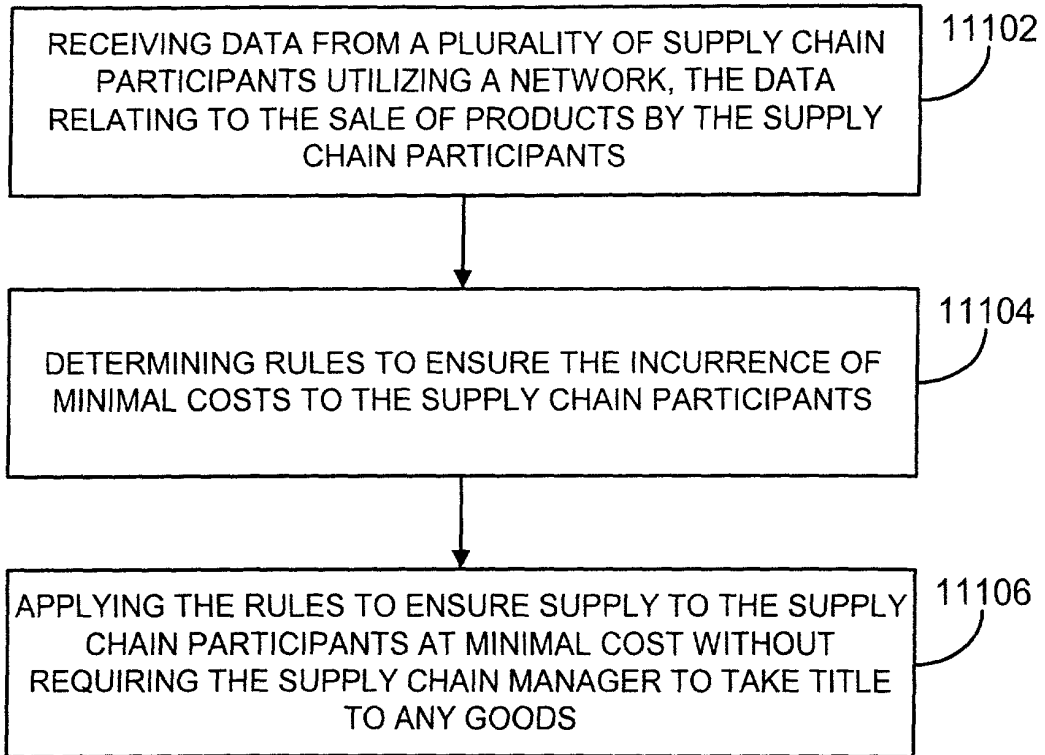 RECEIVING DATA FROM A PLURALITY OF SUPPLY CHAIN
PARTICIPANTS UTILIZING A NETWORK, THE DATA
RELATING TO THE SALE OF PRODUCTS BY THE SUPPLY
CHAIN PARTICIPANTS
11102
DETERMINING RULES TO ENSURE THE INCURRENCE OF
MINIMAL COSTS TO THE SUPPLY CHAIN PARTICIPANTS
11104
APPLYING THE RULES TO ENSURE SUPPLY TO THE SUPPLY
CHAIN PARTICIPANTS AT MINIMAL COST WITHOUT
REQUIRING THE SUPPLY CHAIN MANAGER TO TAKE TITLE
TO ANY GOODS
11106